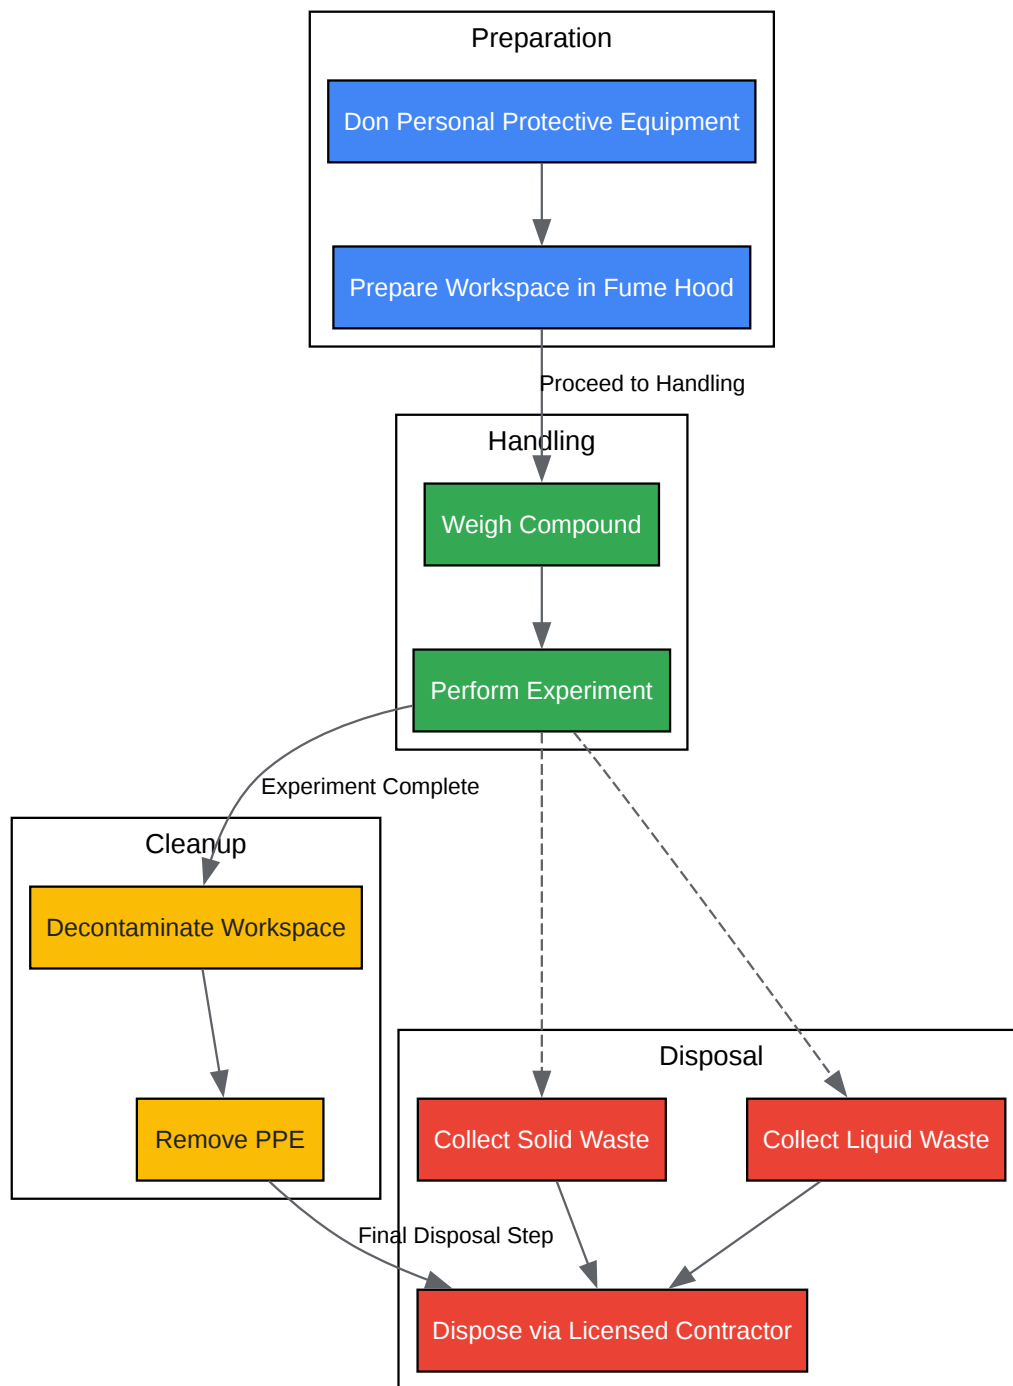 Preparation
Don Personal Protective Equipment
Prepare Workspace in Fume Hood
Proceed to Handling
Handling
Weigh Compound
Perform Experiment
Experiment Complete
Cleanup
Decontaminate Workspace
Remove PPE
Disposal
Collect Solid Waste
Collect Liquid Waste
Final Disposal Step
Dispose via Licensed Contractor